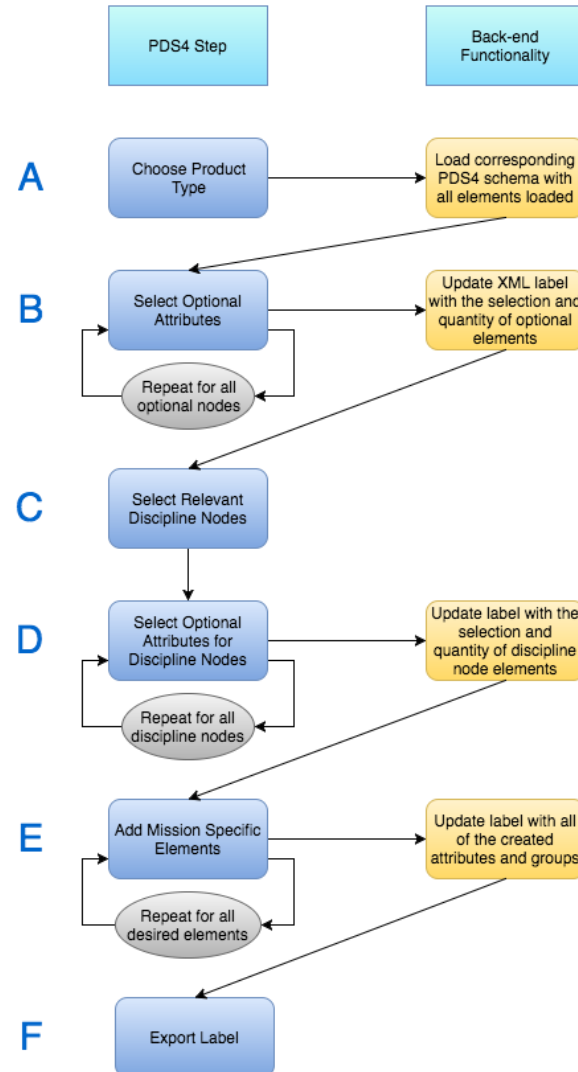 PDS4 Step
Back-end
Functionality
A
Choose Product
Type
Load corresponding
PDS4 schema with
all elements loaded
B
Select Optional
Attributes
Update XML label
with the selection and
quantity of optional
elements
Repeat for all
optional nodes
C
Select Relevant
Discipline Nodes
D
Select Optional
Attributes for
Discipline Nodes
Update label with the
selection and
quantity of discipline
node elements
Repeat for all
discipline nodes
E
Add Mission Specific
Elements
Update label with all
of the created
attributes and groups
Repeat for all
desired elements
F
Export Label